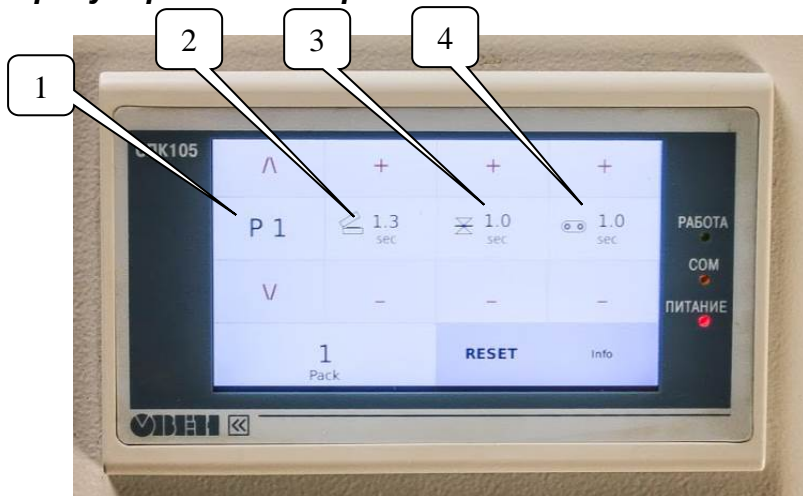 1
2
3
4
СПК105
/\
+
+
+
P 1
1.3
sec
1.0
sec
1.0
sec
РАБОТА
COM
ПИТАНИЕ
\/
–
–
–
1
Pack
RESET
Info
ОВЕН